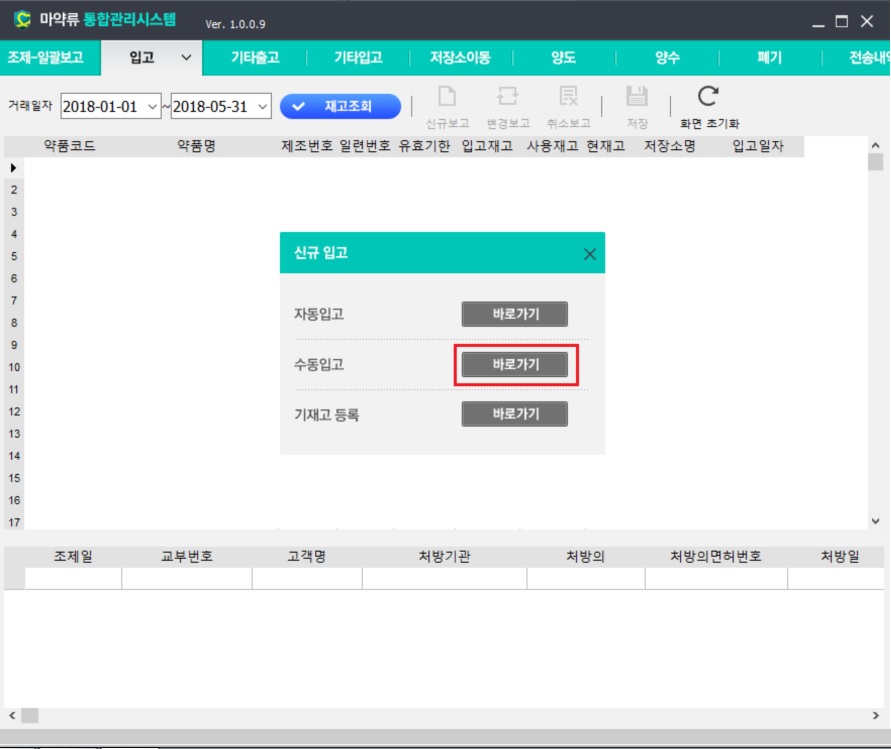 마약류 통합관리시스템 Ver. 1.0.0.9
조제-일괄보고 입고 기타출고 기타입고 저장소이동 양도 양수 폐기 전송내역
거래일자 2018-01-01 ~ 2018-05-31 재고조회 신규보고 변경보고 취소보고 저장 화면 초기화
약품코드 약품명 제조번호 일련번호 유효기한 입고재고 사용재고 현재고 저장소명 입고일자
2
3
4
5
6
7
8
9
10
11
12
13
14
15
16
17
신규 입고
자동입고 바로가기
수동입고 바로가기
기재고 등록 바로가기
조제일 교부번호 고객명 처방기관 처방의 처방의면허번호 처방일